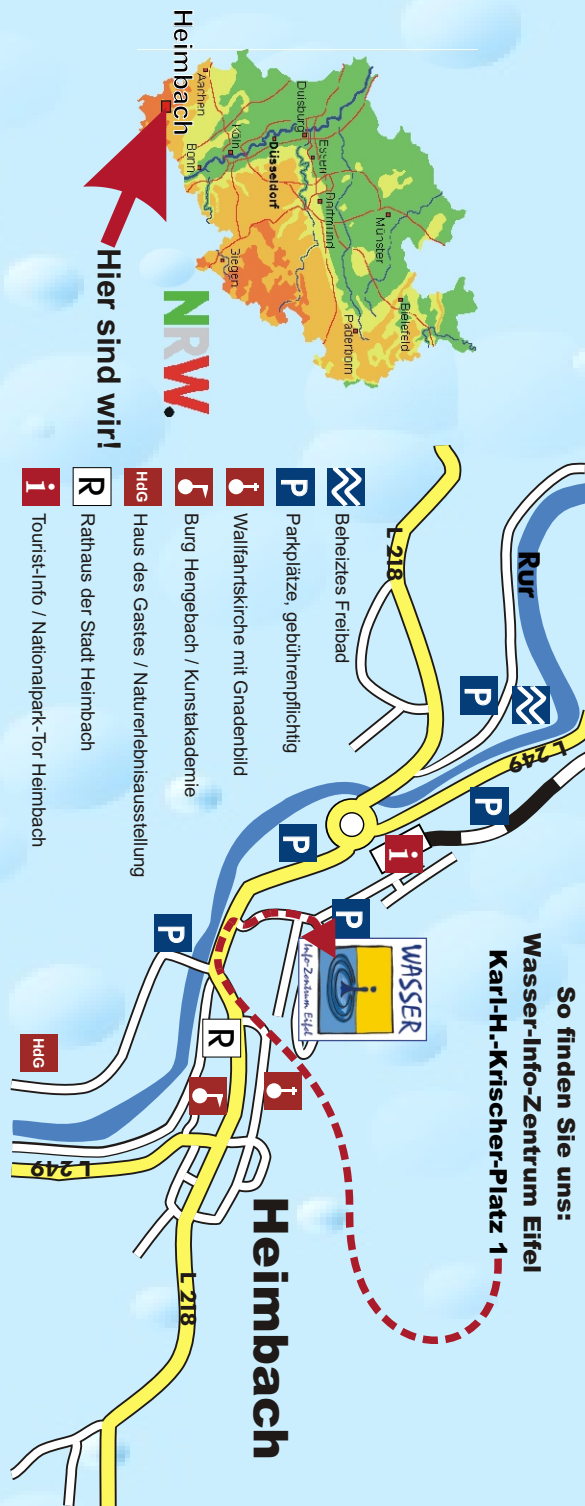 So finden Sie uns:
Wasser-Info-Zentrum Eifel
Karl-H.-Krischer-Platz 1
Heimbach
Aachen
Köln
Bonn
Duisburg
Essen
Düsseldorf
Dortmund
Münster
Siegen
Bielefeld
Paderborn
Hier sind wir!
NRW.
Beheiztes Freibad
P Parkplätze, gebührenpflichtig
Wallfahrtskirche mit Gnadenbild
Burg Hengebach / Kunstakademie
HdG Haus des Gastes / Naturerlebnisausstellung
R Rathaus der Stadt Heimbach
i Tourist-Info / Nationalpark-Tor Heimbach
Rur
L 218
L 249
P
P
P
i
P
WASSER
Info-Zentrum Eifel
P
R
HdG
L 249
Heimbach
L 218